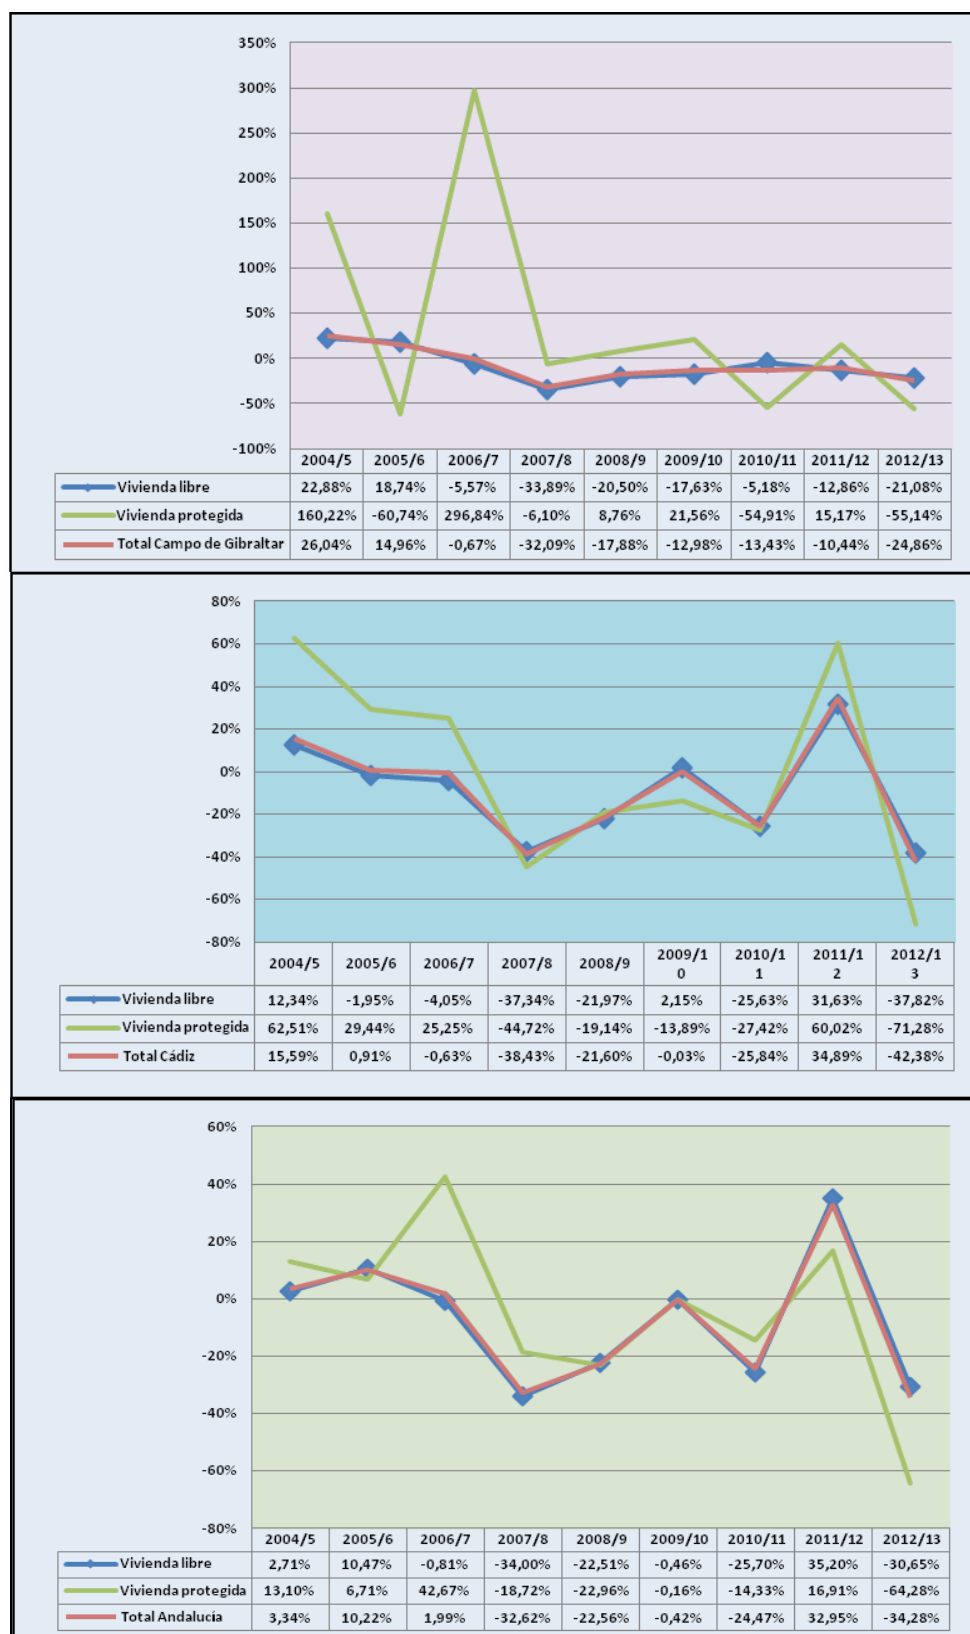 350%
300%
250%
200%
150%
100%
50%
0%
-50%
-100%
2004/5 2005/6 2006/7 2007/8 2008/9 2009/10 2010/11 2011/12 2012/13
Vivienda libre 22,88% 18,74% -5,57% -33,89% -20,50% -17,63% -5,18% -12,86% -21,08%
Vivienda protegida 160,22% -60,74% 296,84% -6,10% 8,76% 21,56% -54,91% 15,17% -55,14%
Total Campo de Gibraltar 26,04% 14,96% -0,67% -32,09% -17,88% -12,98% -13,43% -10,44% -24,86%
80%
60%
40%
20%
0%
-20%
-40%
-60%
-80%
2004/5 2005/6 2006/7 2007/8 2008/9 2009/1 2010/1 2011/1 2012/1
0 1 2 3
Vivienda libre 12,34% -1,95% -4,05% -37,34% -21,97% 2,15% -25,63% 31,63% -37,82%
Vivienda protegida 62,51% 29,44% 25,25% -44,72% -19,14% -13,89% -27,42% 60,02% -71,28%
Total Cádiz 15,59% 0,91% -0,63% -38,43% -21,60% -0,03% -25,84% 34,89% -42,38%
60%
40%
20%
0%
-20%
-40%
-60%
-80%
2004/5 2005/6 2006/7 2007/8 2008/9 2009/10 2010/11 2011/12 2012/13
Vivienda libre 2,71% 10,47% -0,81% -34,00% -22,51% -0,46% -25,70% 35,20% -30,65%
Vivienda protegida 13,10% 6,71% 42,67% -18,72% -22,96% -0,16% -14,33% 16,91% -64,28%
Total Andalucía 3,34% 10,22% 1,99% -32,62% -22,56% -0,42% -24,47% 32,95% -34,28%